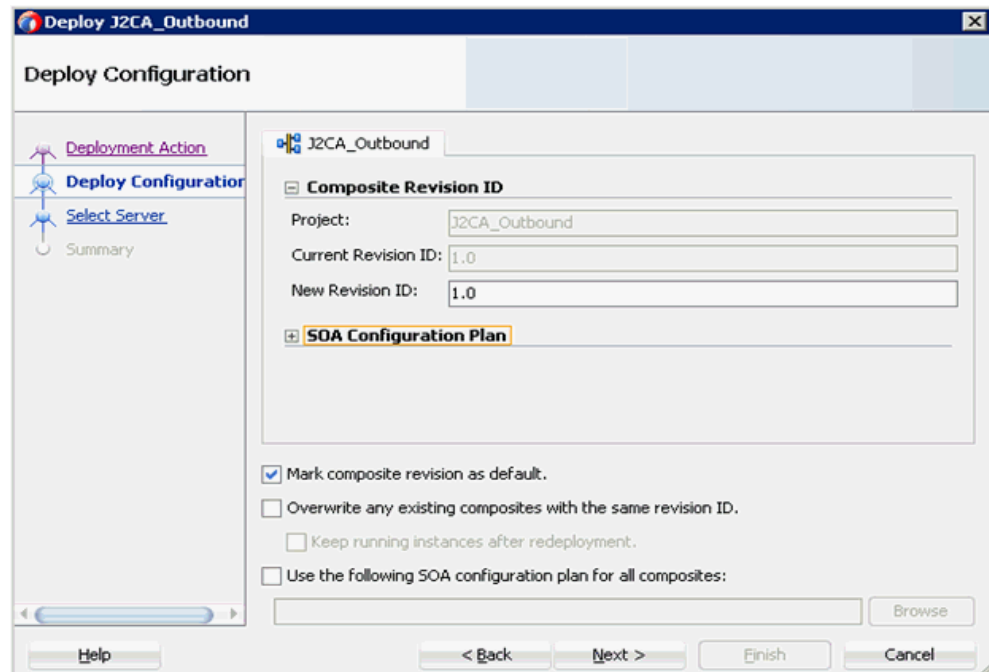 Deploy J2CA_Outbound
Deploy Configuration
Deployment Action
Deploy Configuration
Select Server
Summary
J2CA_Outbound
Composite Revision ID
Project: J2CA_Outbound
Current Revision ID: 1.0
New Revision ID: 1.0
SOA Configuration Plan
Mark composite revision as default.
Overwrite any existing composites with the same revision ID.
Keep running instances after redeployment.
Use the following SOA configuration plan for all composites:
Browse
Help
< Back
Next >
Finish
Cancel